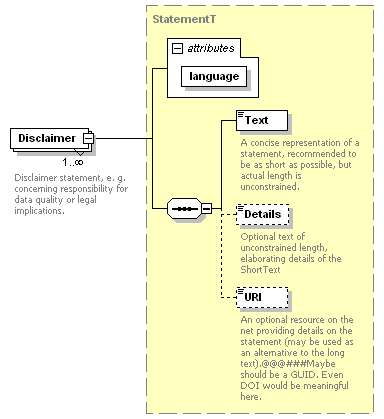 StatementT
attributes
language
Disclaimer
1..∞
Disclaimer statement, e. g.
concerning responsibility for
data quality or legal
implications.
Text
A concise representation of a
statement, recommended to
be as short as possible, but
actual length is
unconstrained.
Details
Optional text of
unconstrained length,
elaborating details of the
ShortText
URI
An optional resource on the
net providing details on the
statement (may be used as
an alternative to the long
text).@@@###Maybe
should be a GUID. Even
DOI would be meaningful
here.